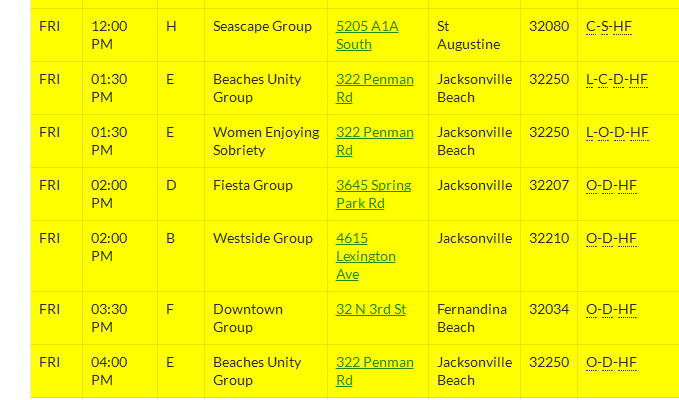 FRI 12:00 PM H Seascape Group 5205 A1A South St Augustine 32080 C-S-HF
FRI 01:30 PM E Beaches Unity Group 322 Penman Rd Jacksonville Beach 32250 L-C-D-HF
FRI 01:30 PM E Women Enjoying Sobriety 322 Penman Rd Jacksonville Beach 32250 L-O-D-HF
FRI 02:00 PM D Fiesta Group 3645 Spring Park Rd Jacksonville 32207 O-D-HF
FRI 02:00 PM B Westside Group 4615 Lexington Ave Jacksonville 32210 O-D-HF
FRI 03:30 PM F Downtown Group 32 N 3rd St Fernandina Beach 32034 O-D-HF
FRI 04:00 PM E Beaches Unity Group 322 Penman Rd Jacksonville Beach 32250 O-D-HF